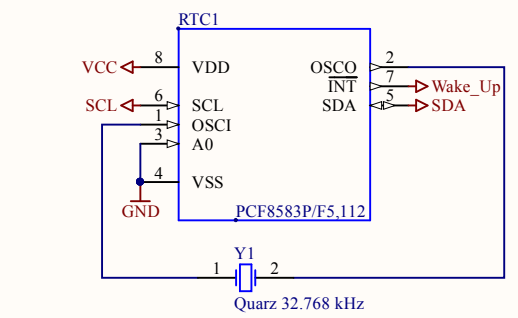 RTC1
VCC 8 VDD OSCO 2
INT 7 Wake_Up
SCL 6 SCL SDA 5 SDA
1 OSCI
3 A0
4 VSS
GND
PCF8583P/F5,112
Y1
1 2
Quarz 32.768 kHz